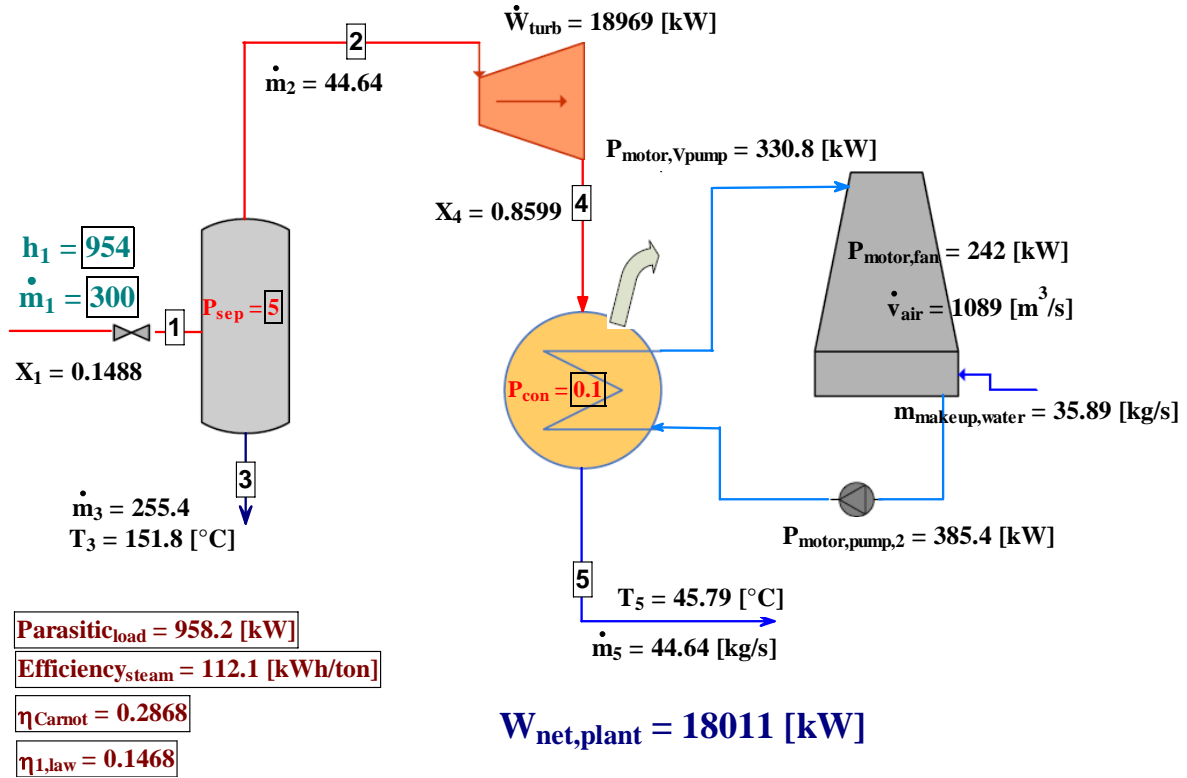 Ẇturb = 18969 [kW]
2
ṁ2 = 44.64
Pmotor,Vpump = 330.8 [kW]
4
X4 = 0.8599
h1 = 954
ṁ1 = 300
Psep = 5
1
X1 = 0.1488
Pmotor,fan = 242 [kW]
v̇air = 1089 [m³/s]
Pcon = 0.1
mmakeup,water = 35.89 [kg/s]
3
ṁ3 = 255.4
T3 = 151.8 [°C]
Pmotor,pump,2 = 385.4 [kW]
5
T5 = 45.79 [°C]
ṁ5 = 44.64 [kg/s]
Parasiticload = 958.2 [kW]
Efficiencysteam = 112.1 [kWh/ton]
ηCarnot = 0.2868
η1,law = 0.1468
Wnet,plant = 18011 [kW]